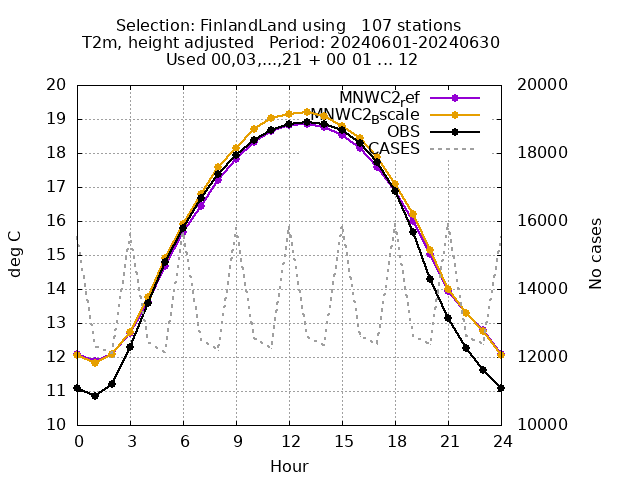 Selection: FinlandLand using   107 stations
T2m, height adjusted   Period: 20240601-20240630
Used 00,03,...,21 + 00 01 ... 12
20 20000
MNWC2ref
19 MNWC2Bscale
OBS
18 CASES 18000
17
16 16000
deg C
No cases
15
14 14000
13
12 12000
11
10 10000
0 3 6 9 12 15 18 21 24
Hour